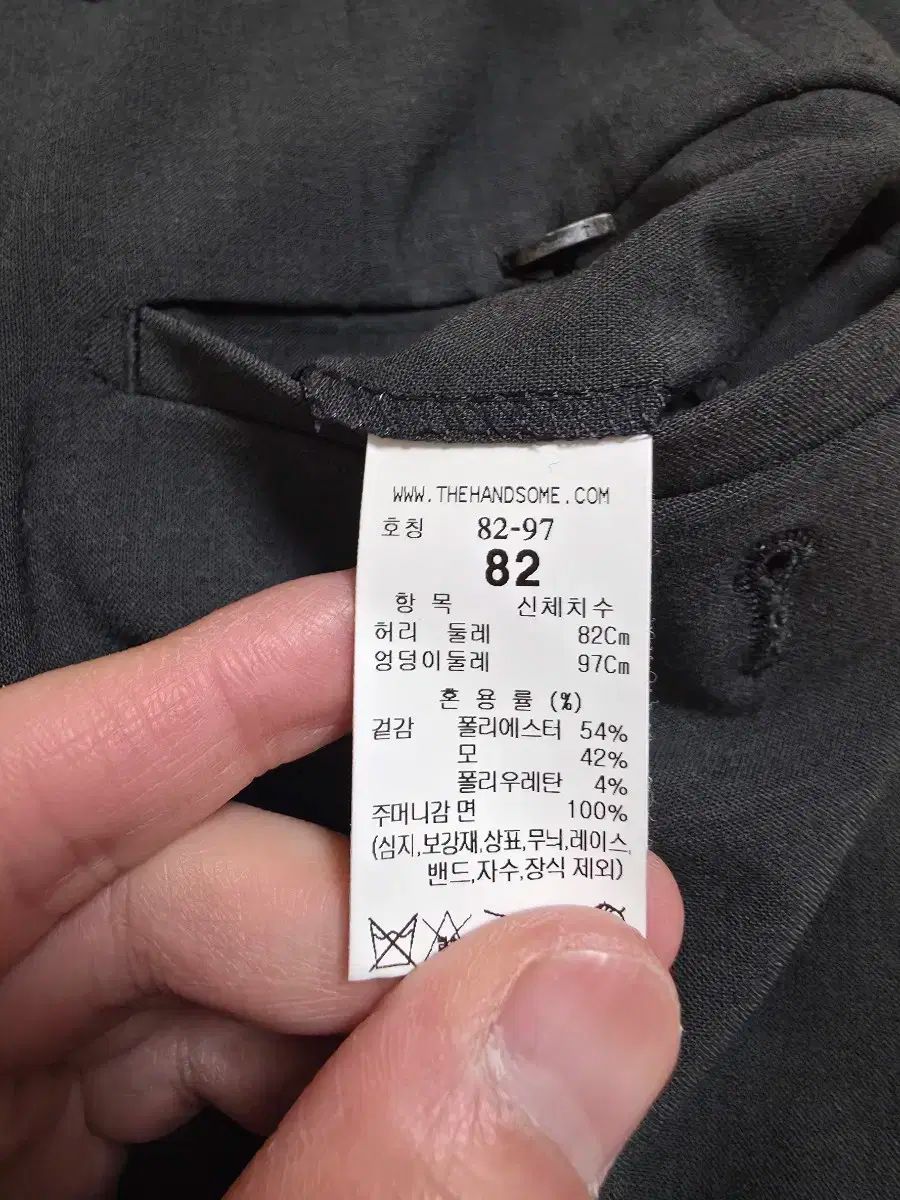 WWW.THEHANDSOME.COM
호칭 82-97
82
항 목 신체치수
허리 둘레 82Cm
엉덩이둘레 97Cm
혼 용 률 (%)
겉감 폴리에스터 54%
모 42%
폴리우레탄 4%
주머니감 면 100%
(심지,보강재,상표,무늬,레이스,
밴드,자수,장식 제외)